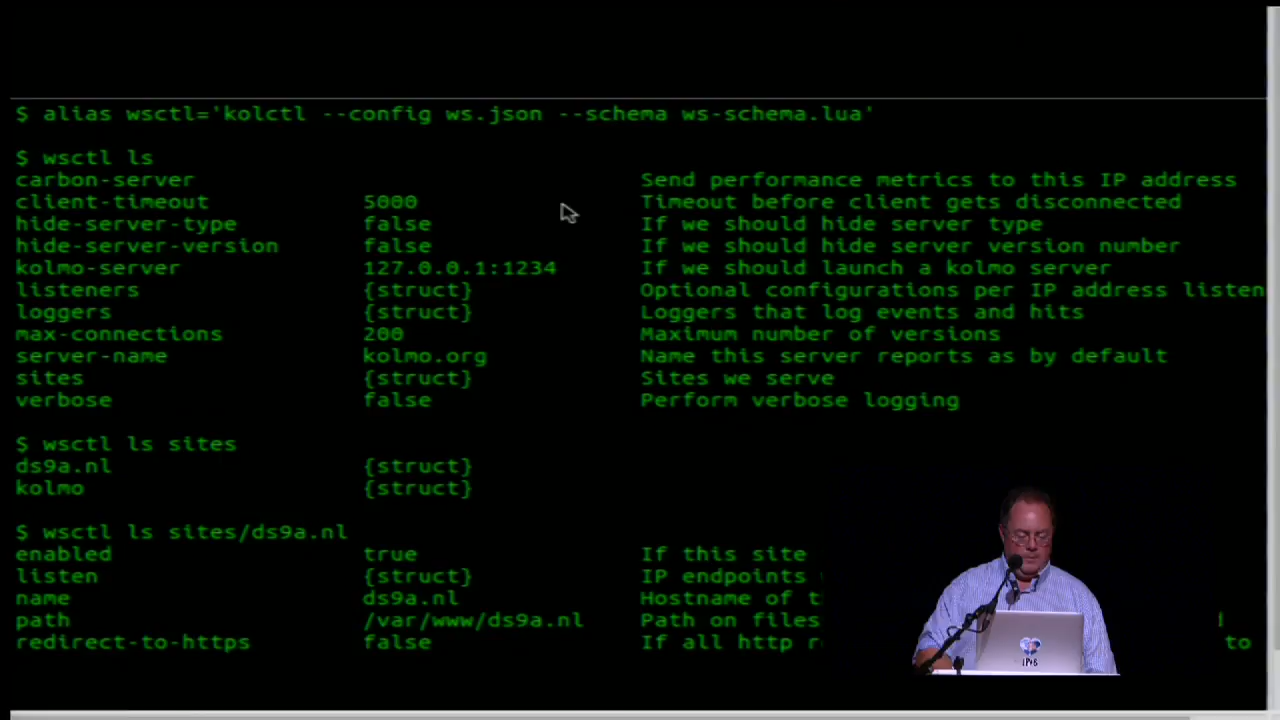 $ alias wsctl='kolctl --config ws.json --schema ws-schema.lua'
$ wsctl ls
carbon-server Send performance metrics to this IP address
client-timeout 5000 Timeout before client gets disconnected
hide-server-type false If we should hide server type
hide-server-version false If we should hide server version number
kolmo-server 127.0.0.1:1234 If we should launch a kolmo server
listeners {struct} Optional configurations per IP address listen
loggers {struct} Loggers that log events and hits
max-connections 200 Maximum number of versions
server-name kolmo.org Name this server reports as by default
sites {struct} Sites we serve
verbose false Perform verbose logging
$ wsctl ls sites
ds9a.nl {struct}
kolmo {struct}
$ wsctl ls sites/ds9a.nl
enabled true If this site
listen {struct} IP endpoints
name ds9a.nl Hostname of
path /var/www/ds9a.nl Path on files
redirect-to-https false If all http to
IPv6